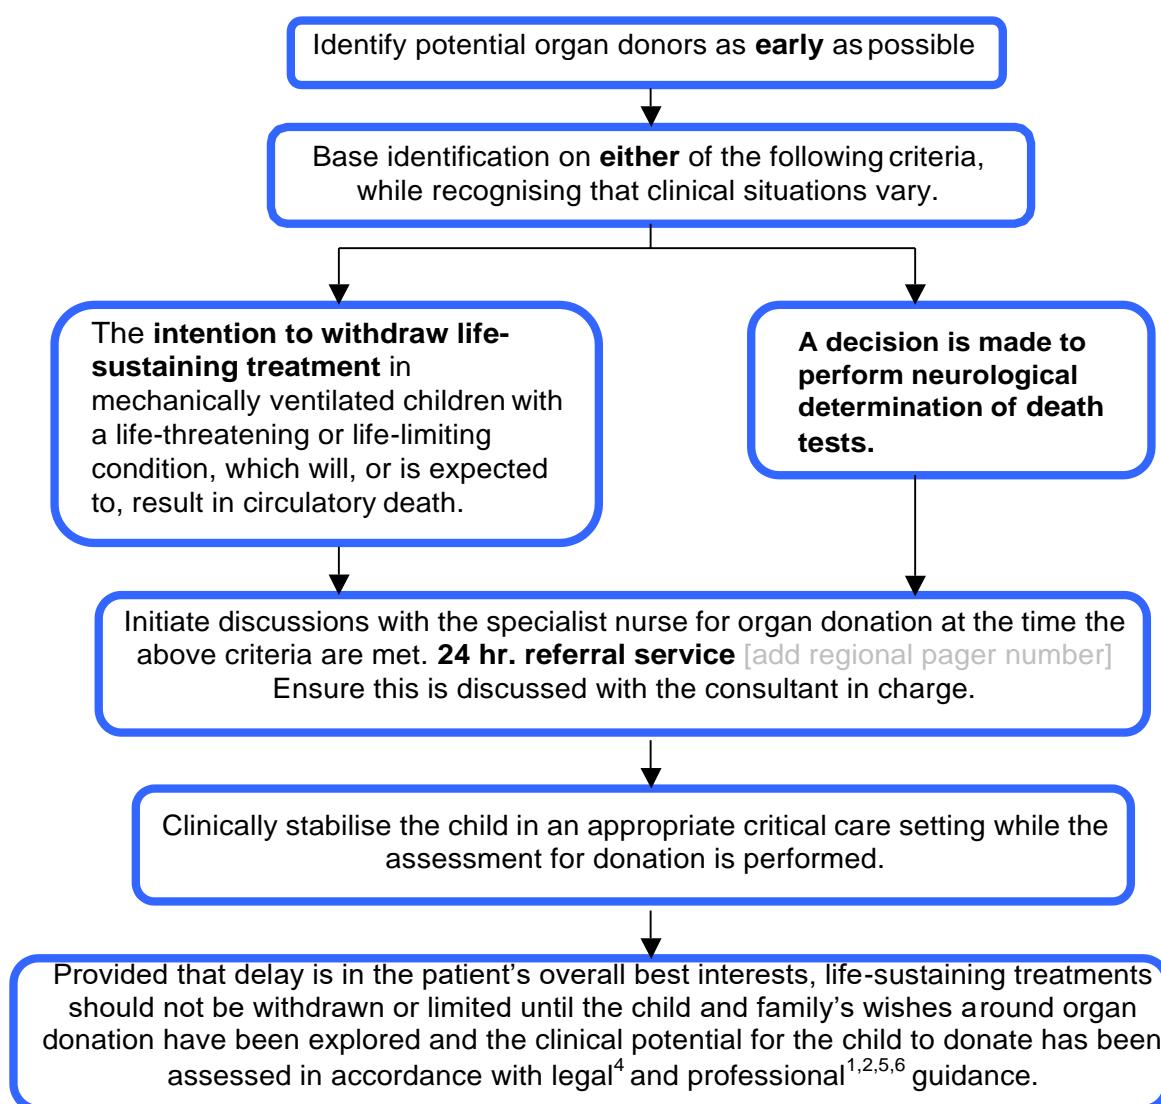 Identify potential organ donors as early as possible
Base identification on either of the following criteria,
while recognising that clinical situations vary.
The intention to withdraw life-
sustaining treatment in
mechanically ventilated children with
a life-threatening or life-limiting
condition, which will, or is expected
to, result in circulatory death.
A decision is made to
perform neurological
determination of death
tests.
Initiate discussions with the specialist nurse for organ donation at the time the
above criteria are met. 24 hr. referral service [add regional pager number]
Ensure this is discussed with the consultant in charge.
Clinically stabilise the child in an appropriate critical care setting while the
assessment for donation is performed.
Provided that delay is in the patient’s overall best interests, life-sustaining treatments
should not be withdrawn or limited until the child and family’s wishes around organ
donation have been explored and the clinical potential for the child to donate has been
assessed in accordance with legal⁴ and professional¹,²,⁵,⁶ guidance.